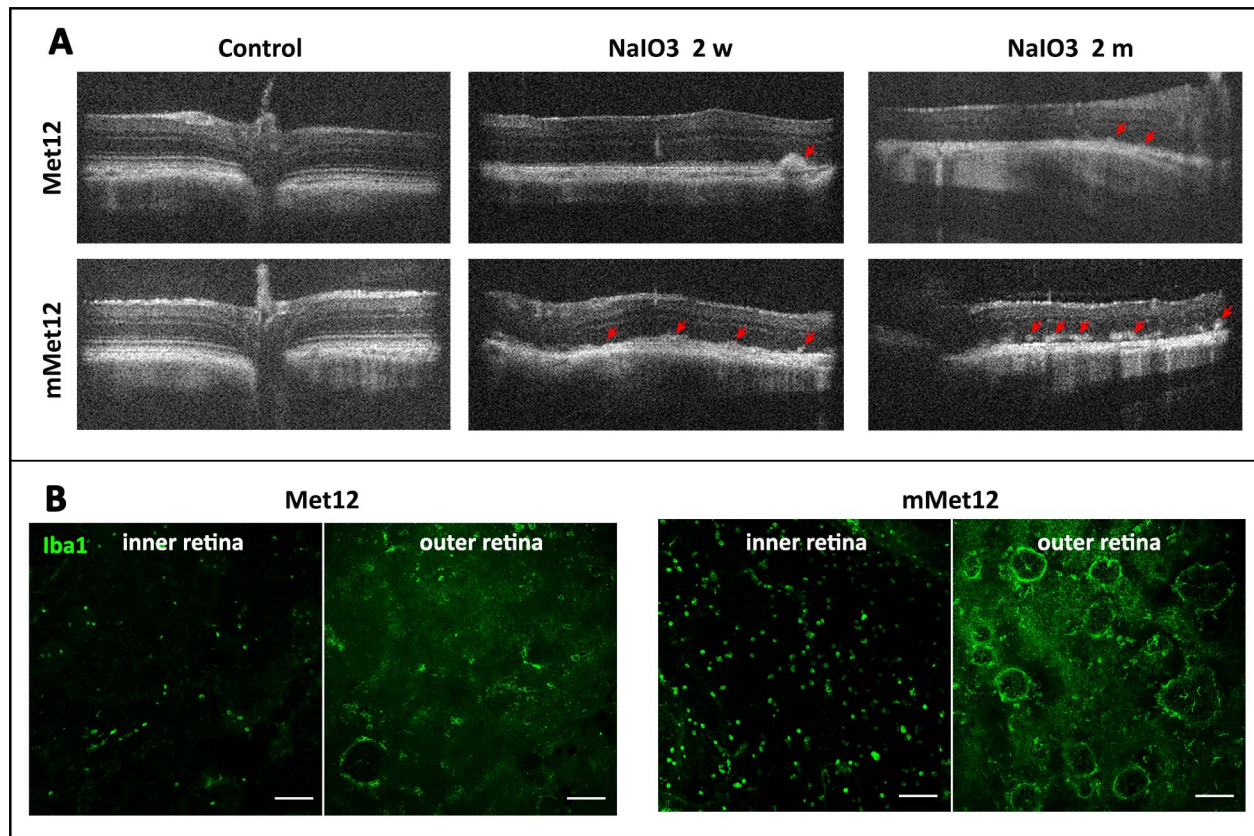 A
Control
NaIO3 2 w
NaIO3 2 m
Met12
mMet12
B
Met12
mMet12
Iba1
inner retina
outer retina
inner retina
outer retina